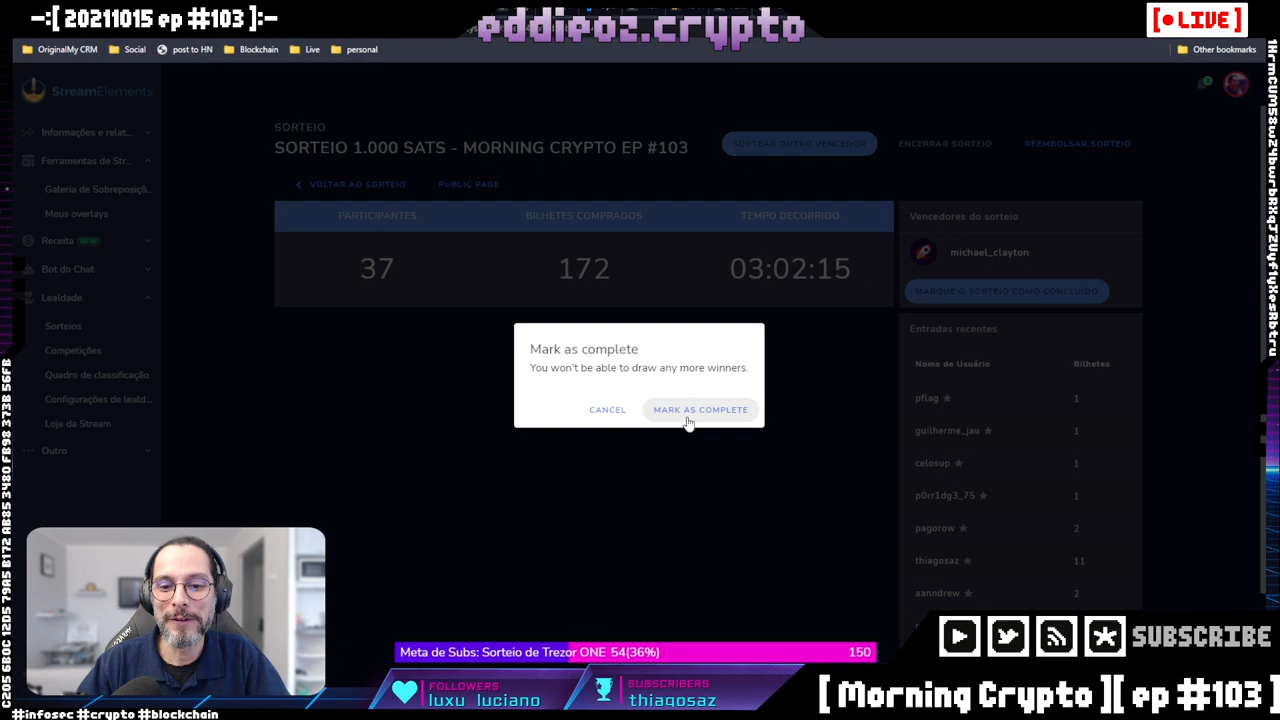 -:[ 20211015 ep #103 ]:-
eddieoz.crypto
[● LIVE ]
OriginalMy CRM
Social
post to HN
Blockchain
Live
personal
Other bookmarks
StreamElements
3
Informações e relat...
Ferramentas de Str...
Galeria de Sobreposiçõ...
Meus overlays
Receita NEW
Bot do Chat
Lealdade
Sorteios
Competições
Quadro de classificação
Configurações de leald...
Loja da Stream
Outro
SORTEIO
SORTEIO 1.000 SATS - MORNING CRYPTO EP #103
SORTEAR OUTRO VENCEDOR
ENCERRAR SORTEIO
REEMBOLSAR SORTEIO
VOLTAR AO SORTEIO
PUBLIC PAGE
PARTICIPANTES
BILHETES COMPRADOS
TEMPO DECORRIDO
37
172
03:02:15
Vencedores do sorteio
michael_clayton
MARQUE O SORTEIO COMO CONCLUÍDO
Mark as complete
You won't be able to draw any more winners.
CANCEL
MARK AS COMPLETE
Entradas recentes
Nome de Usuário
Bilhetes
pflag
1
guilherme_jau
1
celosup
1
p0rr1dg3_75
1
pagorow
2
thiagosaz
11
aanndrew
2
Meta de Subs: Sorteio de Trezor ONE 54(36%)
150
FOLLOWERS
luxu_luciano
SUBSCRIBERS
thiagosaz
SUBSCRIBE
[ Morning Crypto ][ ep #103 ]
#infosec #crypto #blockchain